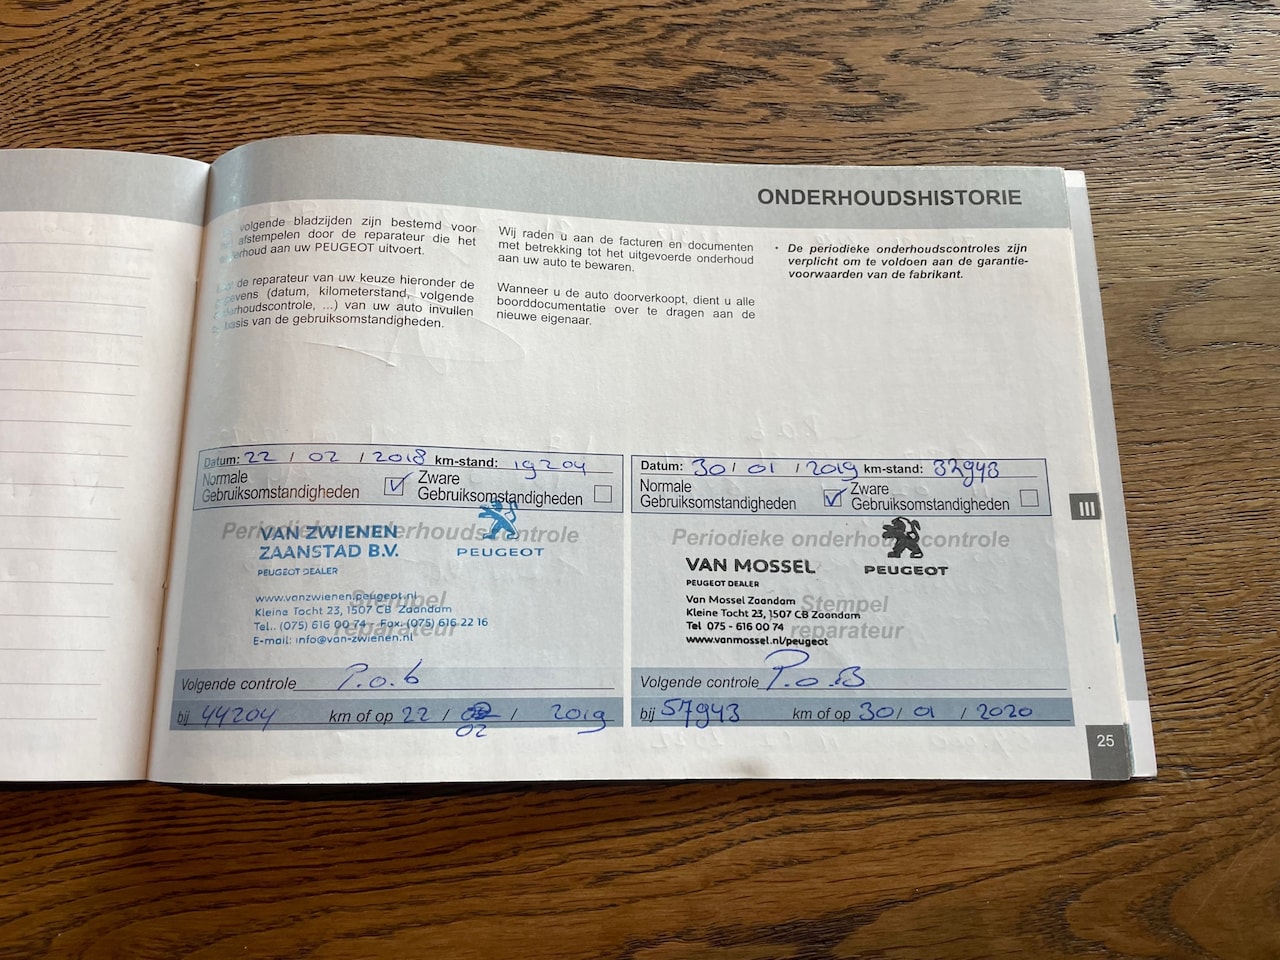 ONDERHOUDSHISTORIE
volgende bladzijden zijn bestemd voor
afstempelen door de reparateur die het
aan uw PEUGEOT uitvoert.
de reparateur van uw keuze hieronder de
(datum, kilometerstand, volgende
...) van uw auto invullen
basis van de gebruiksomstandigheden.
Wij raden u aan de facturen en documenten
met betrekking tot het uitgevoerde onderhoud
aan uw auto te bewaren.
Wanneer u de auto doorverkoopt, dient u alle
boorddocumentatie over te dragen aan de
nieuwe eigenaar.
• De periodieke onderhoudscontroles zijn
verplicht om te voldoen aan de garantie-
voorwaarden van de fabrikant.
Datum: 22 / 02 / 2018 km-stand: 19204
Normale
Gebruiksomstandigheden
Zware
Gebruiksomstandigheden
Periodieke onderhoudscontrole
VAN ZWIENEN
ZAANSTAD B.V.
PEUGEOT DEALER
PEUGEOT
www.vanzwienen.peugeot.nl
Kleine Tocht 23, 1507 CB Zaandam
Tel.. (075) 616 00 74 Fax: (075) 616 22 16
E-mail: info@van-zwienen.nl
Stempel
reparateur
Volgende controle P.o.b
bij 44204 km of op 22 / 02 / 2019
Datum: 30 / 01 / 2019 km-stand: 32943
Normale
Gebruiksomstandigheden
Zware
Gebruiksomstandigheden
Periodieke onderhoudscontrole
VAN MOSSEL
PEUGEOT DEALER
PEUGEOT
Van Mossel Zaandam
Kleine Tocht 23, 1507 CB Zaandam
Tel 075 - 616 00 74
www.vanmossel.nl/peugeot
Stempel
reparateur
Volgende controle P.o.B
bij 57943 km of op 30 / 01 / 2020
III
25